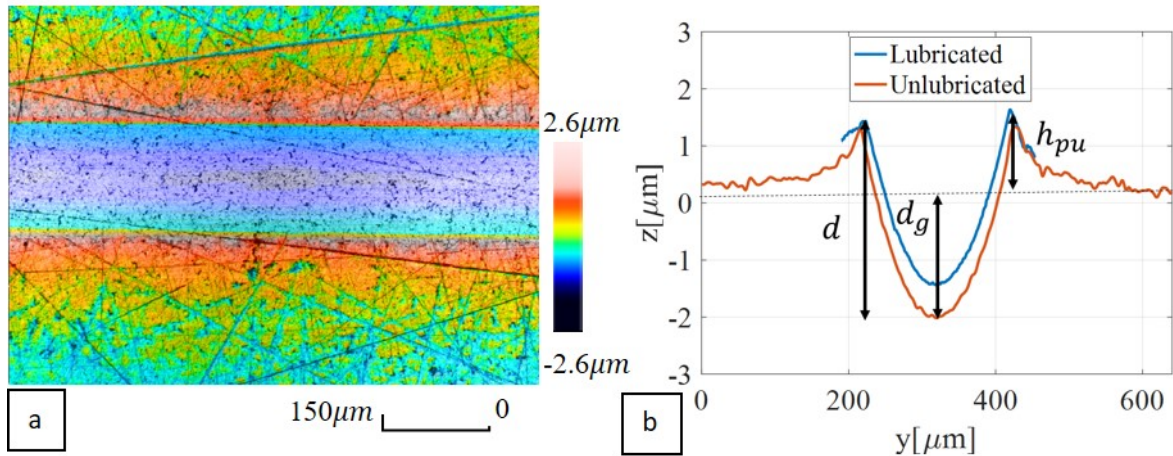 2.6μm
-2.6μm
150μm 0
a
3
2
1
0
-1
-2
-3
z[μm]
Lubricated
Unlubricated
h_pu
d
d_g
0 200 400 600
y[μm]
b